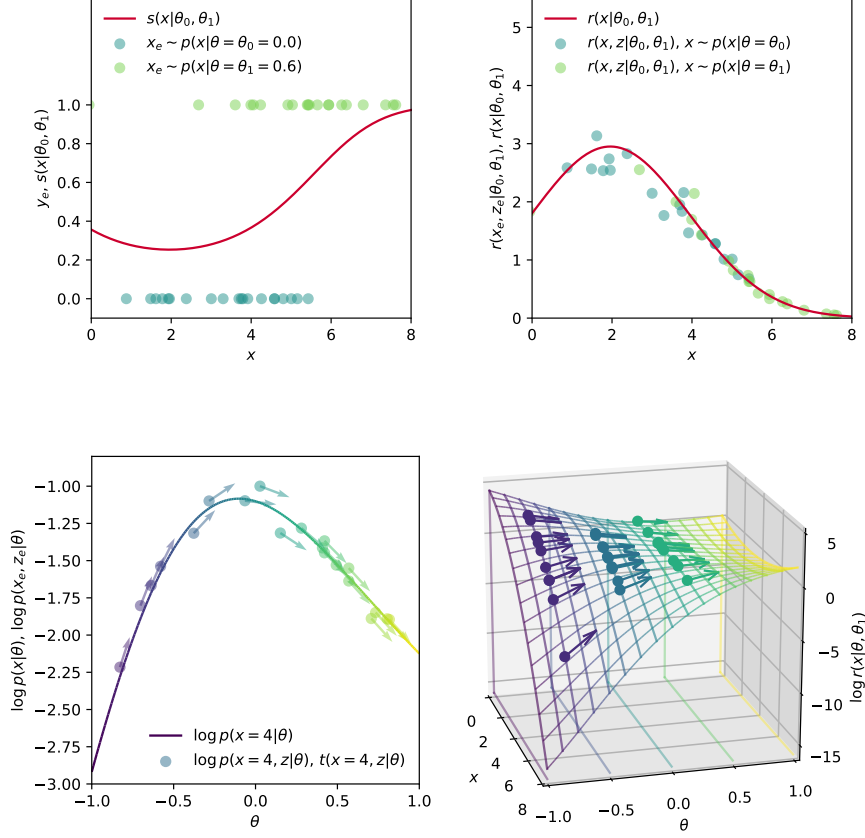 s(x|θ₀, θ₁)
xₑ ~ p(x|θ = θ₀ = 0.0)
xₑ ~ p(x|θ = θ₁ = 0.6)
yₑ, s(x|θ₀, θ₁)
1.0
0.8
0.6
0.4
0.2
0.0
0 2 4 6 8
x
r(x|θ₀, θ₁)
r(x, z|θ₀, θ₁), x ~ p(x|θ = θ₀)
r(x, z|θ₀, θ₁), x ~ p(x|θ = θ₁)
r(xₑ, zₑ|θ₀, θ₁), r(x|θ₀, θ₁)
5
4
3
2
1
0
0 2 4 6 8
x
log p(x|θ), log p(xₑ, zₑ|θ)
−1.00
−1.25
−1.50
−1.75
−2.00
−2.25
−2.50
−2.75
−3.00
log p(x = 4|θ)
log p(x = 4, z|θ), t(x = 4, z|θ)
−1.0 −0.5 0.0 0.5 1.0
θ
5
0
−5
−10
−15
log r(x|θ, θ₁)
0
2
4
6
8
x
−1.0 −0.5 0.0 0.5 1.0
θ